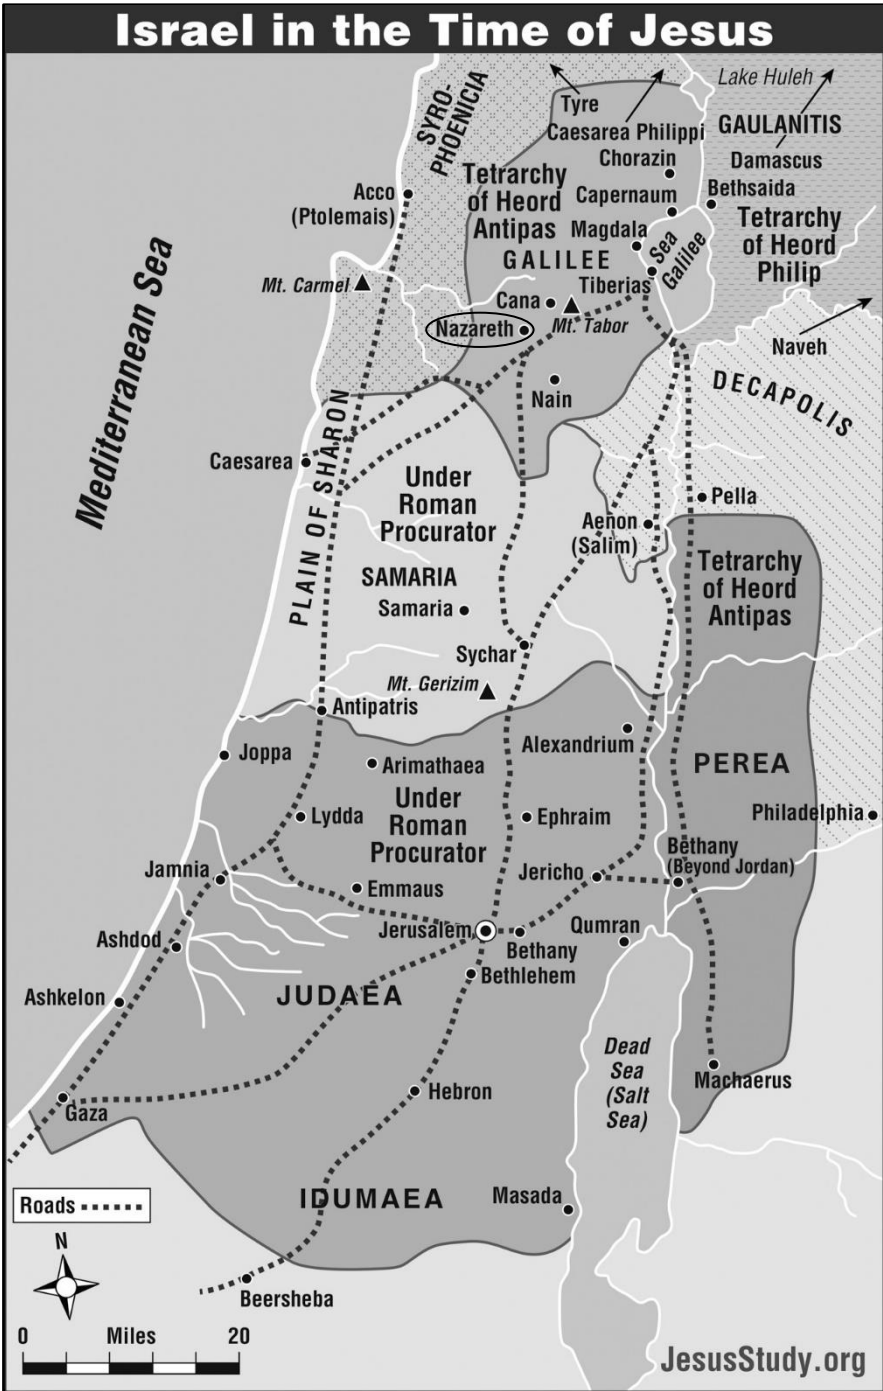 Israel in the Time of Jesus
Lake Huleh
SYRO-
PHOENICIA
Tyre
Caesarea Philippi
GAULANITIS
Chorazin
Damascus
Tetrarchy
of Heord
Antipas
Acco
(Ptolemais)
Capernaum
Bethsaida
Magdala
Tetrarchy
of Heord
Philip
GALILEE
Sea
Galilee
Tiberias
Mt. Carmel
Cana
Mt. Tabor
Nazareth
Naveh
Nain
DECAPOLIS
Mediterranean Sea
PLAIN OF SHARON
Caesarea
Under
Roman
Procurator
Pella
Aenon
(Salim)
Tetrarchy
of Heord
Antipas
SAMARIA
Samaria
Sychar
Mt. Gerizim
Antipatris
Alexandrium
Joppa
Arimathaea
PEREA
Under
Roman
Procurator
Lydda
Ephraim
Philadelphia
Bethany
(Beyond Jordan)
Jamnia
Emmaus
Jericho
Jerusalem
Qumran
Ashdod
Bethany
Bethlehem
Ashkelon
JUDAEA
Dead
Sea
(Salt
Sea)
Machaerus
Hebron
Gaza
IDUMAEA
Masada
Roads
N
Beersheba
0 Miles 20
JesusStudy.org